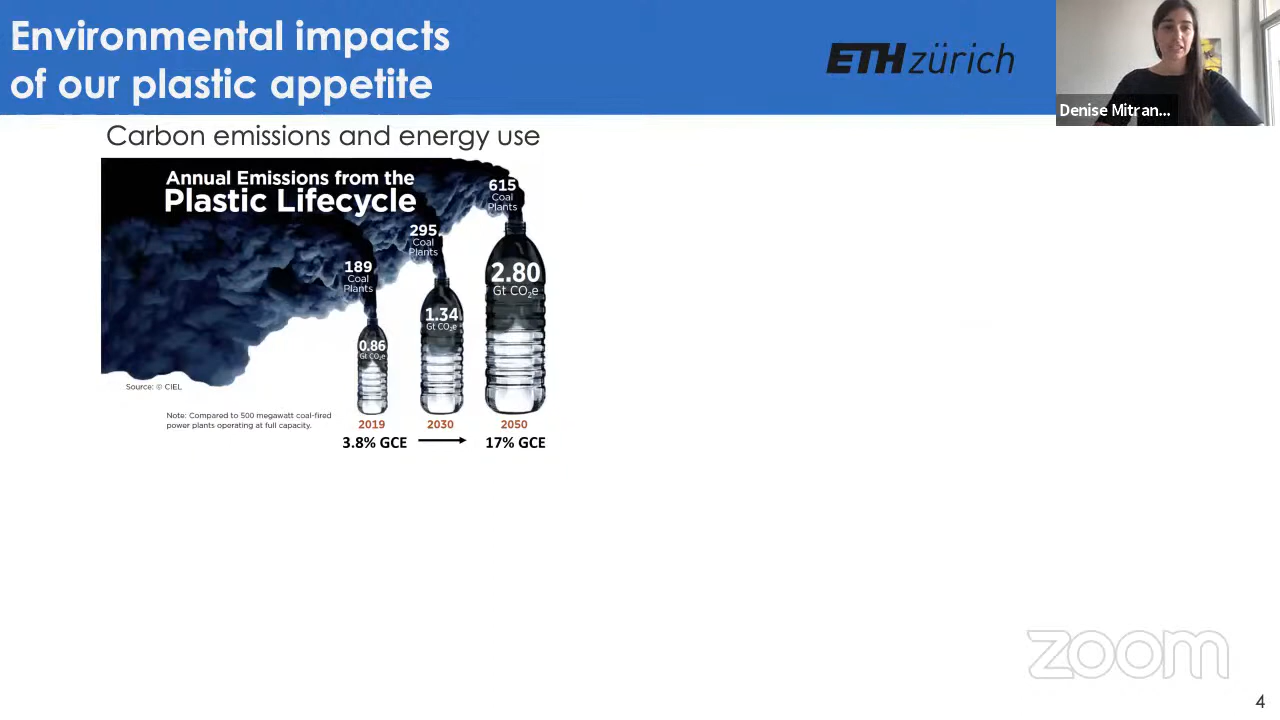 Environmental impacts
of our plastic appetite
ETH zürich
Denise Mitran...
Carbon emissions and energy use
Annual Emissions from the
Plastic Lifecycle
615
Coal
Plants
295
Coal
Plants
189
Coal
Plants
2.80
Gt CO₂e
1.34
Gt CO₂e
0.86
Gt CO₂e
Source: © CIEL
Note: Compared to 500 megawatt coal-fired
power plants operating at full capacity.
2019 2030 2050
3.8% GCE 17% GCE
zoom
4